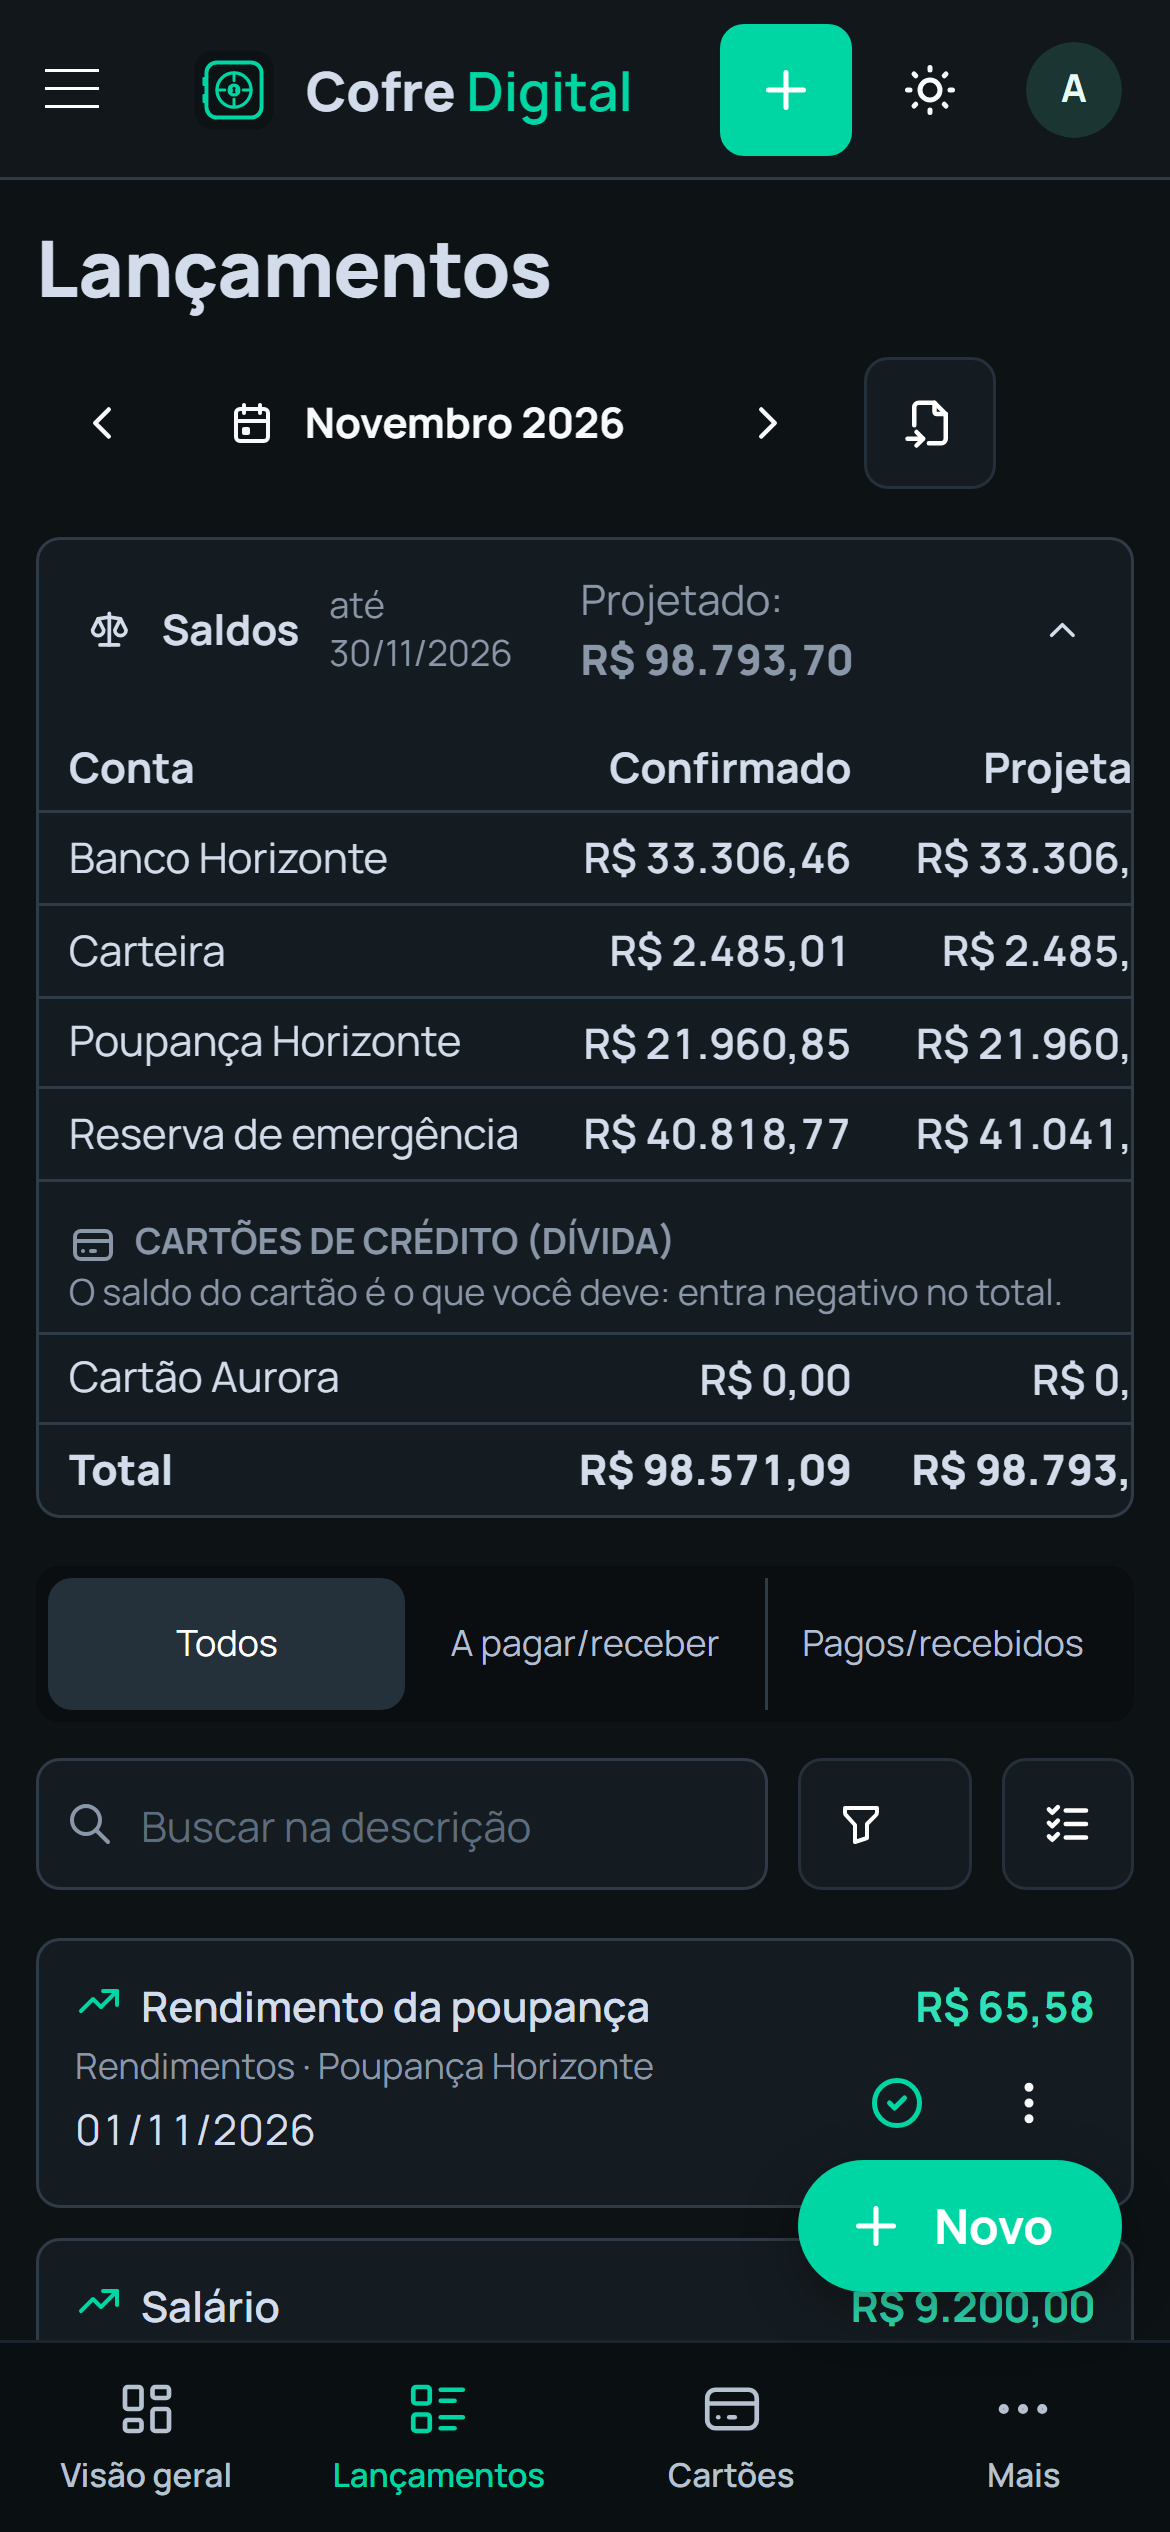 Cofre Digital
A
Lançamentos
Novembro 2026
Saldos
até 30/11/2026
Projetado:
R$ 98.793,70
Conta Confirmado Projeta
Banco Horizonte R$ 33.306,46 R$ 33.306,
Carteira R$ 2.485,01 R$ 2.485,
Poupança Horizonte R$ 21.960,85 R$ 21.960,
Reserva de emergência R$ 40.818,77 R$ 41.041,
CARTÕES DE CRÉDITO (DÍVIDA)
O saldo do cartão é o que você deve: entra negativo no total.
Cartão Aurora R$ 0,00 R$ 0,
Total R$ 98.571,09 R$ 98.793,
Todos A pagar/receber Pagos/recebidos
Buscar na descrição
Rendimento da poupança R$ 65,58
Rendimentos · Poupança Horizonte
01/11/2026
Novo
Salário R$ 9.200,00
Visão geral Lançamentos Cartões Mais